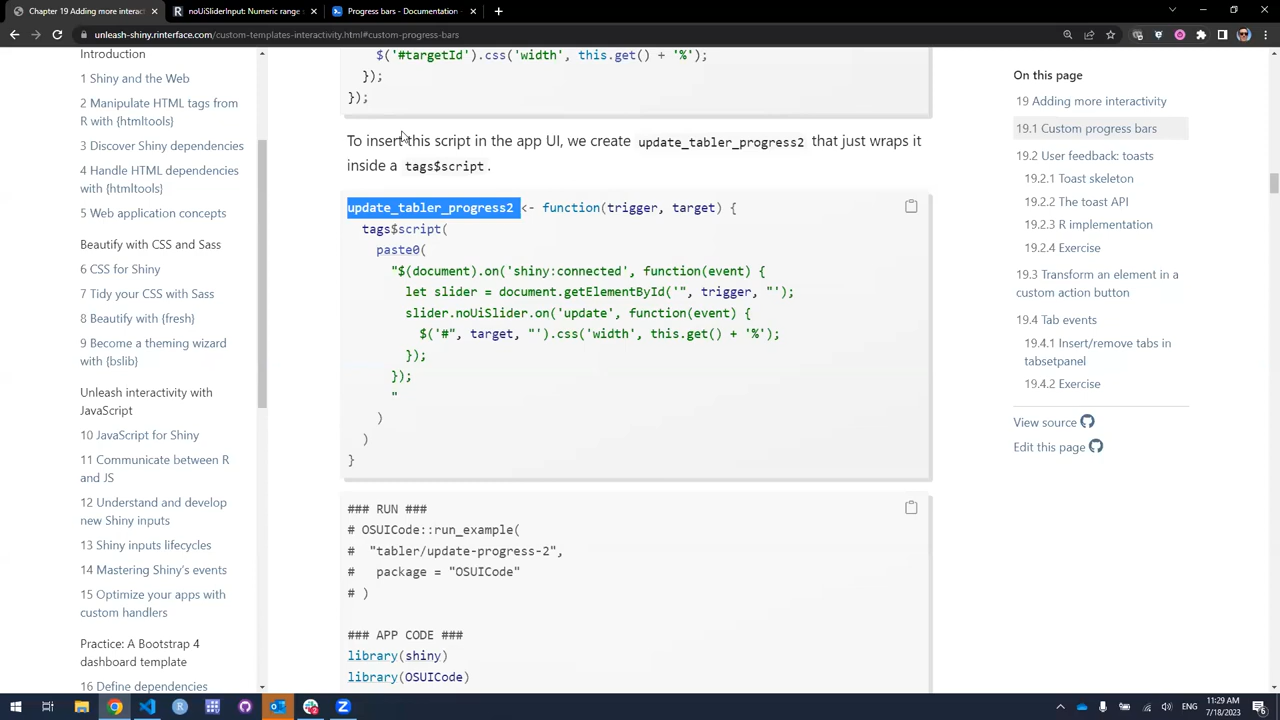 Chapter 19 Adding more interac
noUiSliderInput: Numeric range s
Progress bars - Documentation -
unleash-shiny.rinterface.com/custom-templates-interactivity.html#custom-progress-bars
Introduction
1 Shiny and the Web
2 Manipulate HTML tags from
R with {htmltools}
3 Discover Shiny dependencies
4 Handle HTML dependencies
with {htmltools}
5 Web application concepts
Beautify with CSS and Sass
6 CSS for Shiny
7 Tidy your CSS with Sass
8 Beautify with {fresh}
9 Become a theming wizard
with {bslib}
Unleash interactivity with
JavaScript
10 JavaScript for Shiny
11 Communicate between R
and JS
12 Understand and develop
new Shiny inputs
13 Shiny inputs lifecycles
14 Mastering Shiny's events
15 Optimize your apps with
custom handlers
Practice: A Bootstrap 4
dashboard template
16 Define dependencies
$('#targetId').css('width', this.get() + '%');
});
});
To insert this script in the app UI, we create update_tabler_progress2 that just wraps it
inside a tags$script.
update_tabler_progress2 <- function(trigger, target) {
tags$script(
paste0(
"$(document).on('shiny:connected', function(event) {
let slider = document.getElementById('", trigger, "');
slider.noUiSlider.on('update', function(event) {
$('#", target, "').css('width', this.get() + '%');
});
});
"
)
)
}
### RUN ###
# OSUICode::run_example(
#  "tabler/update-progress-2",
#  package = "OSUICode"
# )
### APP CODE ###
library(shiny)
library(OSUICode)
On this page
19 Adding more interactivity
19.1 Custom progress bars
19.2 User feedback: toasts
19.2.1 Toast skeleton
19.2.2 The toast API
19.2.3 R implementation
19.2.4 Exercise
19.3 Transform an element in a
custom action button
19.4 Tab events
19.4.1 Insert/remove tabs in
tabsetpanel
19.4.2 Exercise
View source
Edit this page
ENG
11:29 AM
7/18/2023
6